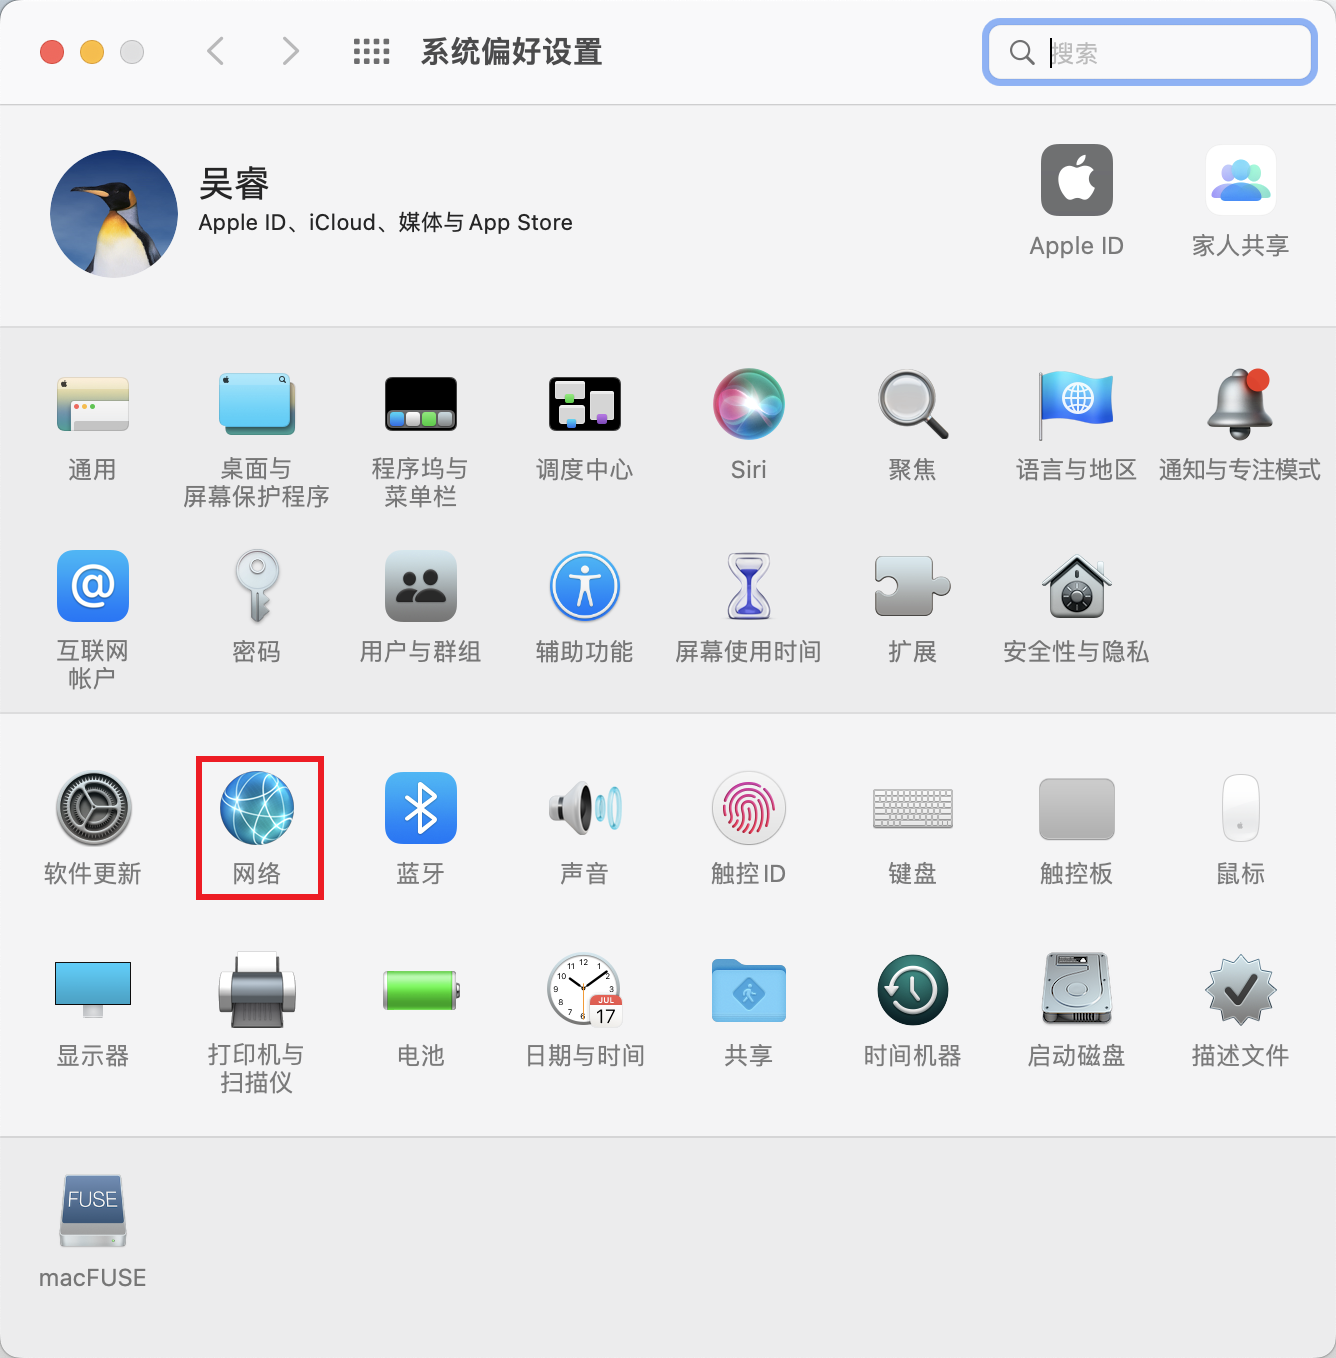 系统偏好设置
搜索
吴睿
Apple ID、iCloud、媒体与 App Store
Apple ID
家人共享
通用
桌面与
屏幕保护程序
程序坞与
菜单栏
调度中心
Siri
聚焦
语言与地区
通知与专注模式
互联网
帐户
密码
用户与群组
辅助功能
屏幕使用时间
扩展
安全性与隐私
软件更新
网络
蓝牙
声音
触控 ID
键盘
触控板
鼠标
显示器
打印机与
扫描仪
电池
JUL
17
日期与时间
共享
时间机器
启动磁盘
描述文件
FUSE
macFUSE